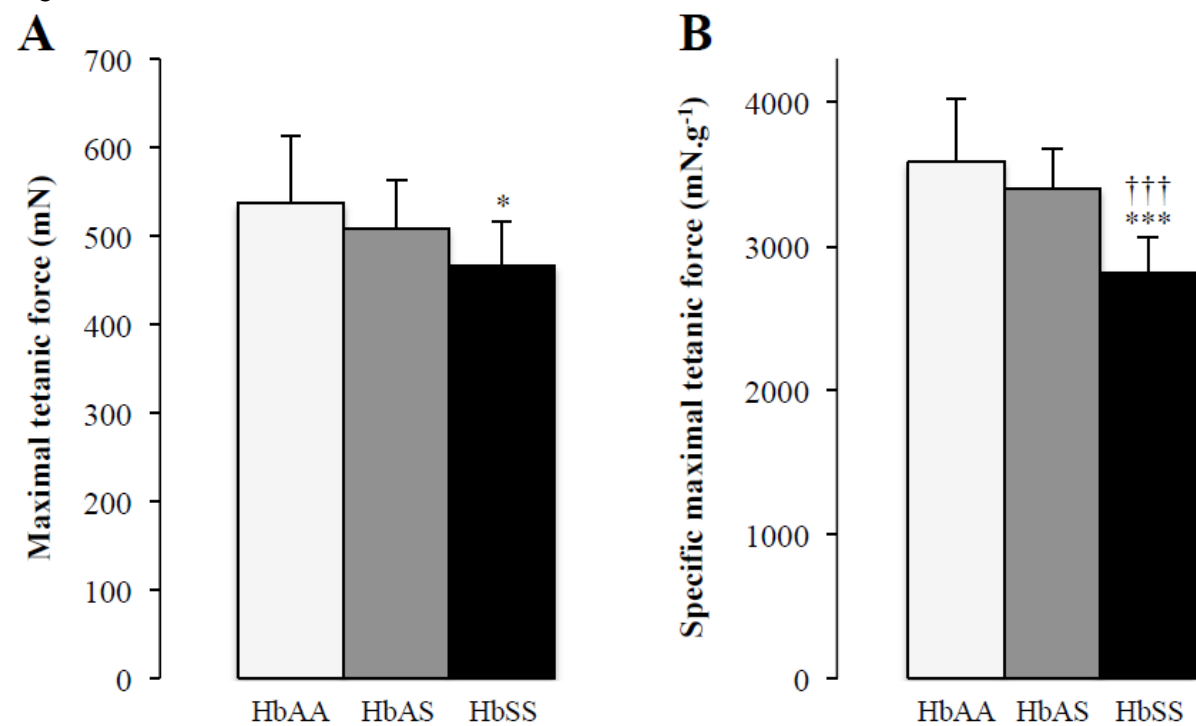 A
Maximal tetanic force (mN)
700
600
500
400
300
200
100
0
*
HbAA HbAS HbSS
B
Specific maximal tetanic force (mN.g-1)
4000
3000
2000
1000
0
†††
***
HbAA HbAS HbSS